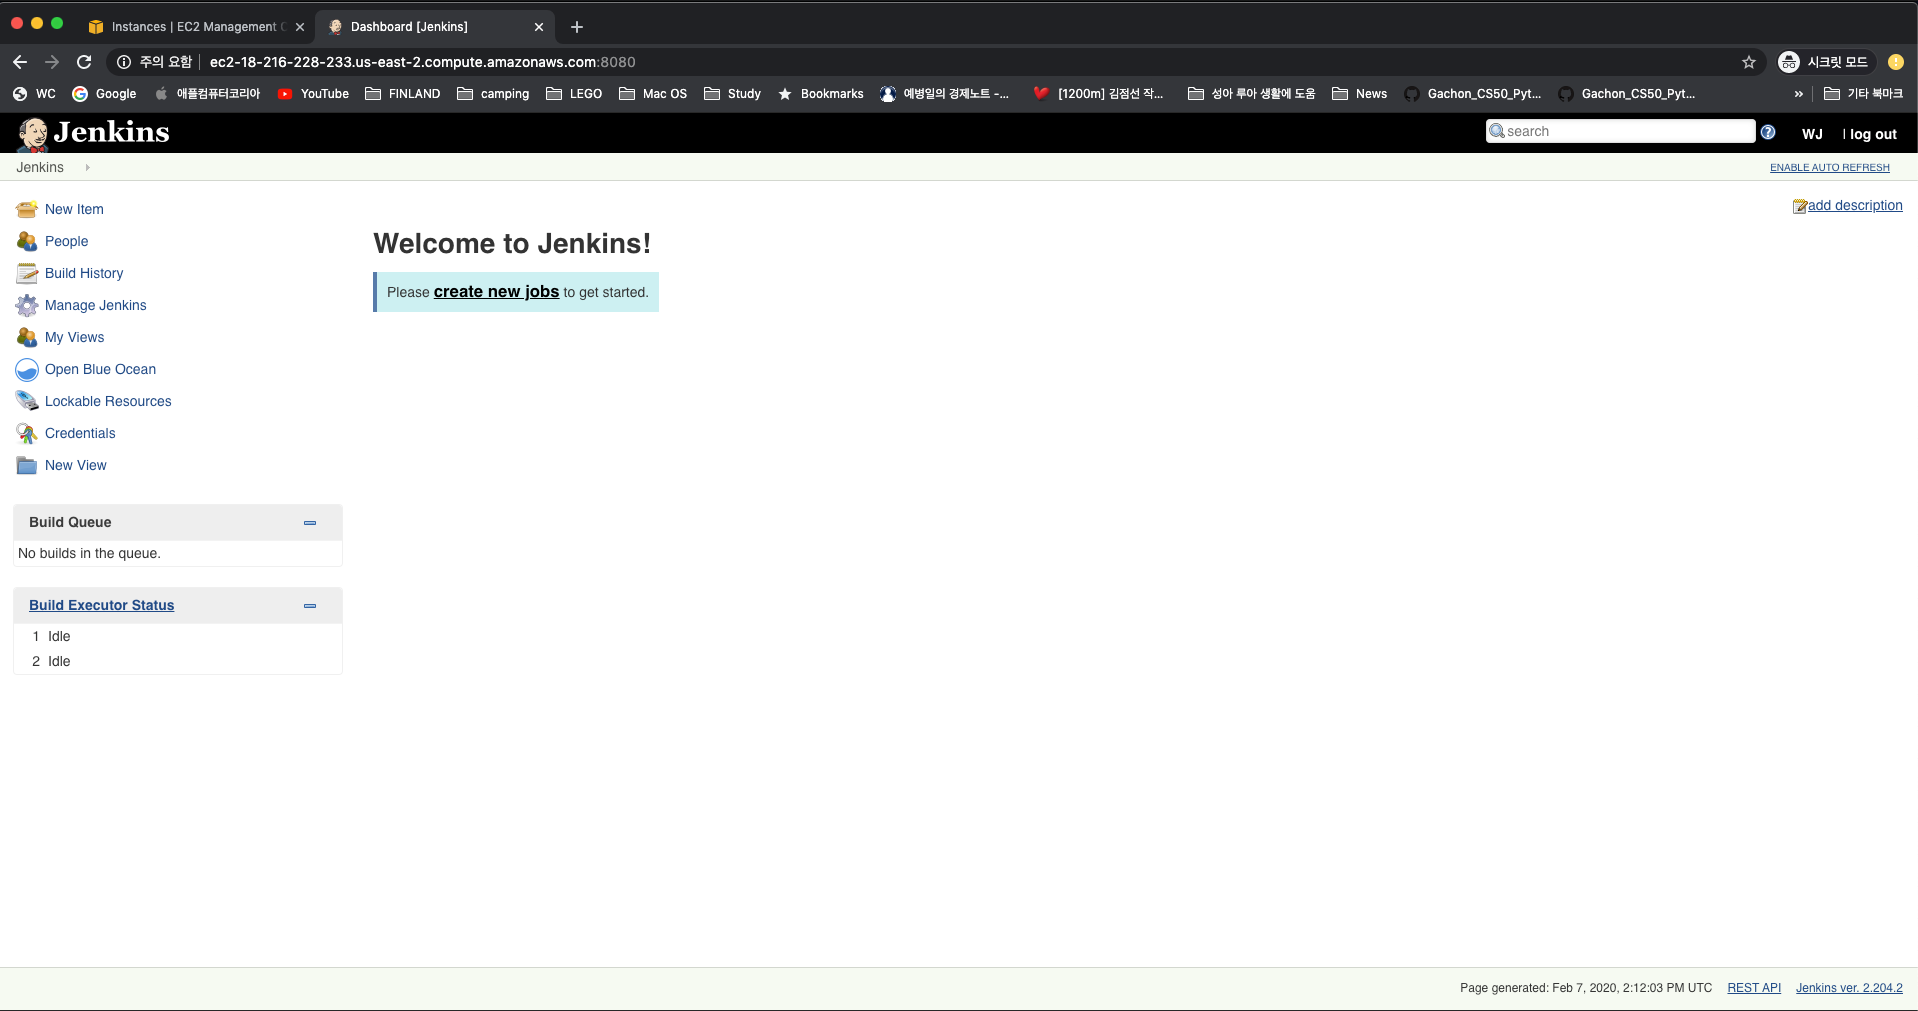 Instances | EC2 Management C
Dashboard [Jenkins]
주의 요함 ec2-18-216-228-233.us-east-2.compute.amazonaws.com:8080 시크릿 모드
WC Google 애플컴퓨터코리아 YouTube FINLAND camping LEGO Mac OS Study Bookmarks 예병일의 경제노트 -... [1200m] 김점선 작... 성아 루아 생활에 도움 News Gachon_CS50_Pyt... Gachon_CS50_Pyt... » 기타 북마크
Jenkins search WJ | log out
Jenkins ENABLE AUTO REFRESH
add description
New Item
People
Build History
Manage Jenkins
My Views
Open Blue Ocean
Lockable Resources
Credentials
New View
Build Queue
No builds in the queue.
Build Executor Status
1 Idle
2 Idle
Welcome to Jenkins!
Please create new jobs to get started.
Page generated: Feb 7, 2020, 2:12:03 PM UTC REST API Jenkins ver. 2.204.2